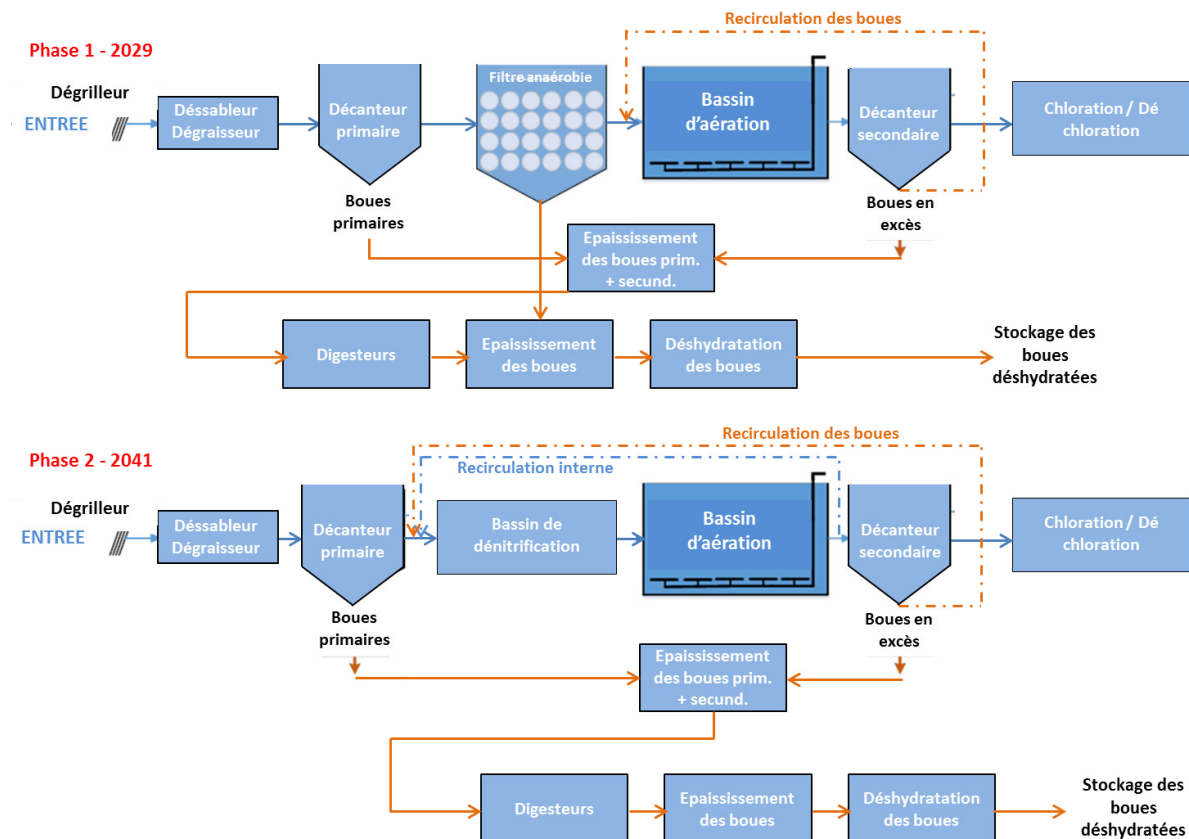 Recirculation des boues
Phase 1 - 2029
Dégrilleur
ENTREE
Déssableur
Dégraisseur
Décanteur
primaire
Filtre anaérobie
Bassin
d'aération
Décanteur
secondaire
Chloration / Dé
chloration
Boues
primaires
Boues en
excès
Epaississement
des boues prim.
+ secund.
Digesteurs
Epaississement
des boues
Déshydratation
des boues
Stockage des
boues
déshydratées
Recirculation des boues
Phase 2 - 2041
Recirculation interne
Dégrilleur
ENTREE
Déssableur
Dégraisseur
Décanteur
primaire
Bassin de
dénitrification
Bassin
d'aération
Décanteur
secondaire
Chloration / Dé
chloration
Boues
primaires
Boues en
excès
Epaississement
des boues prim.
+ secund.
Digesteurs
Epaississement
des boues
Déshydratation
des boues
Stockage des
boues
déshydratées